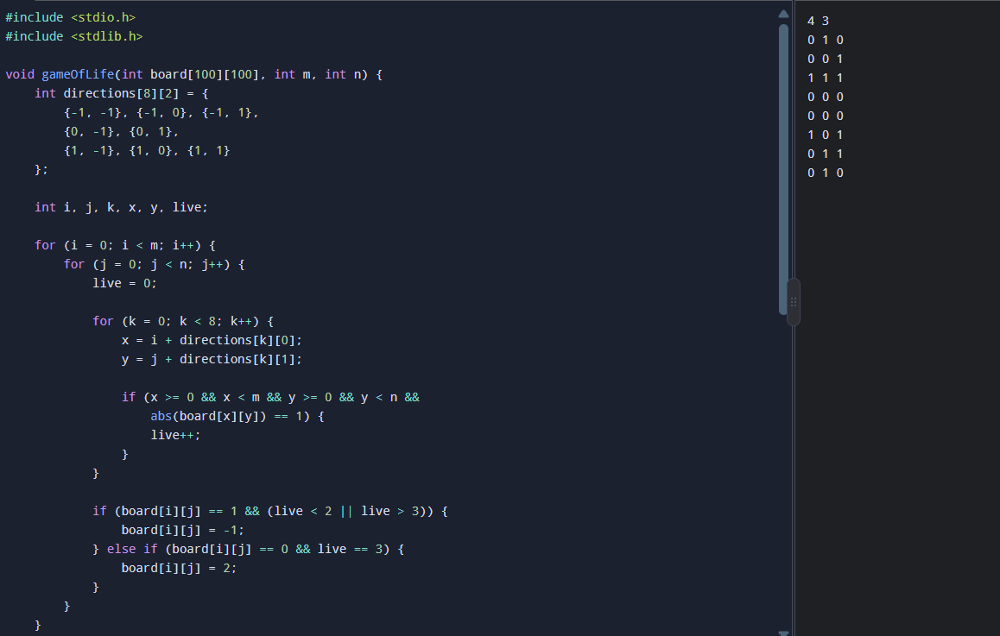 #include <stdio.h>
#include <stdlib.h>
void gameOfLife(int board[100][100], int m, int n) {
    int directions[8][2] = {
        {-1, -1}, {-1, 0}, {-1, 1},
        {0, -1}, {0, 1},
        {1, -1}, {1, 0}, {1, 1}
    };
    int i, j, k, x, y, live;
    for (i = 0; i < m; i++) {
        for (j = 0; j < n; j++) {
            live = 0;
            for (k = 0; k < 8; k++) {
                x = i + directions[k][0];
                y = j + directions[k][1];
                if (x >= 0 && x < m && y >= 0 && y < n &&
                    abs(board[x][y]) == 1) {
                    live++;
                }
            }
            if (board[i][j] == 1 && (live < 2 || live > 3)) {
                board[i][j] = -1;
            } else if (board[i][j] == 0 && live == 3) {
                board[i][j] = 2;
            }
        }
    }
4 3
0 1 0
0 0 1
1 1 1
0 0 0
0 0 0
1 0 1
0 1 1
0 1 0